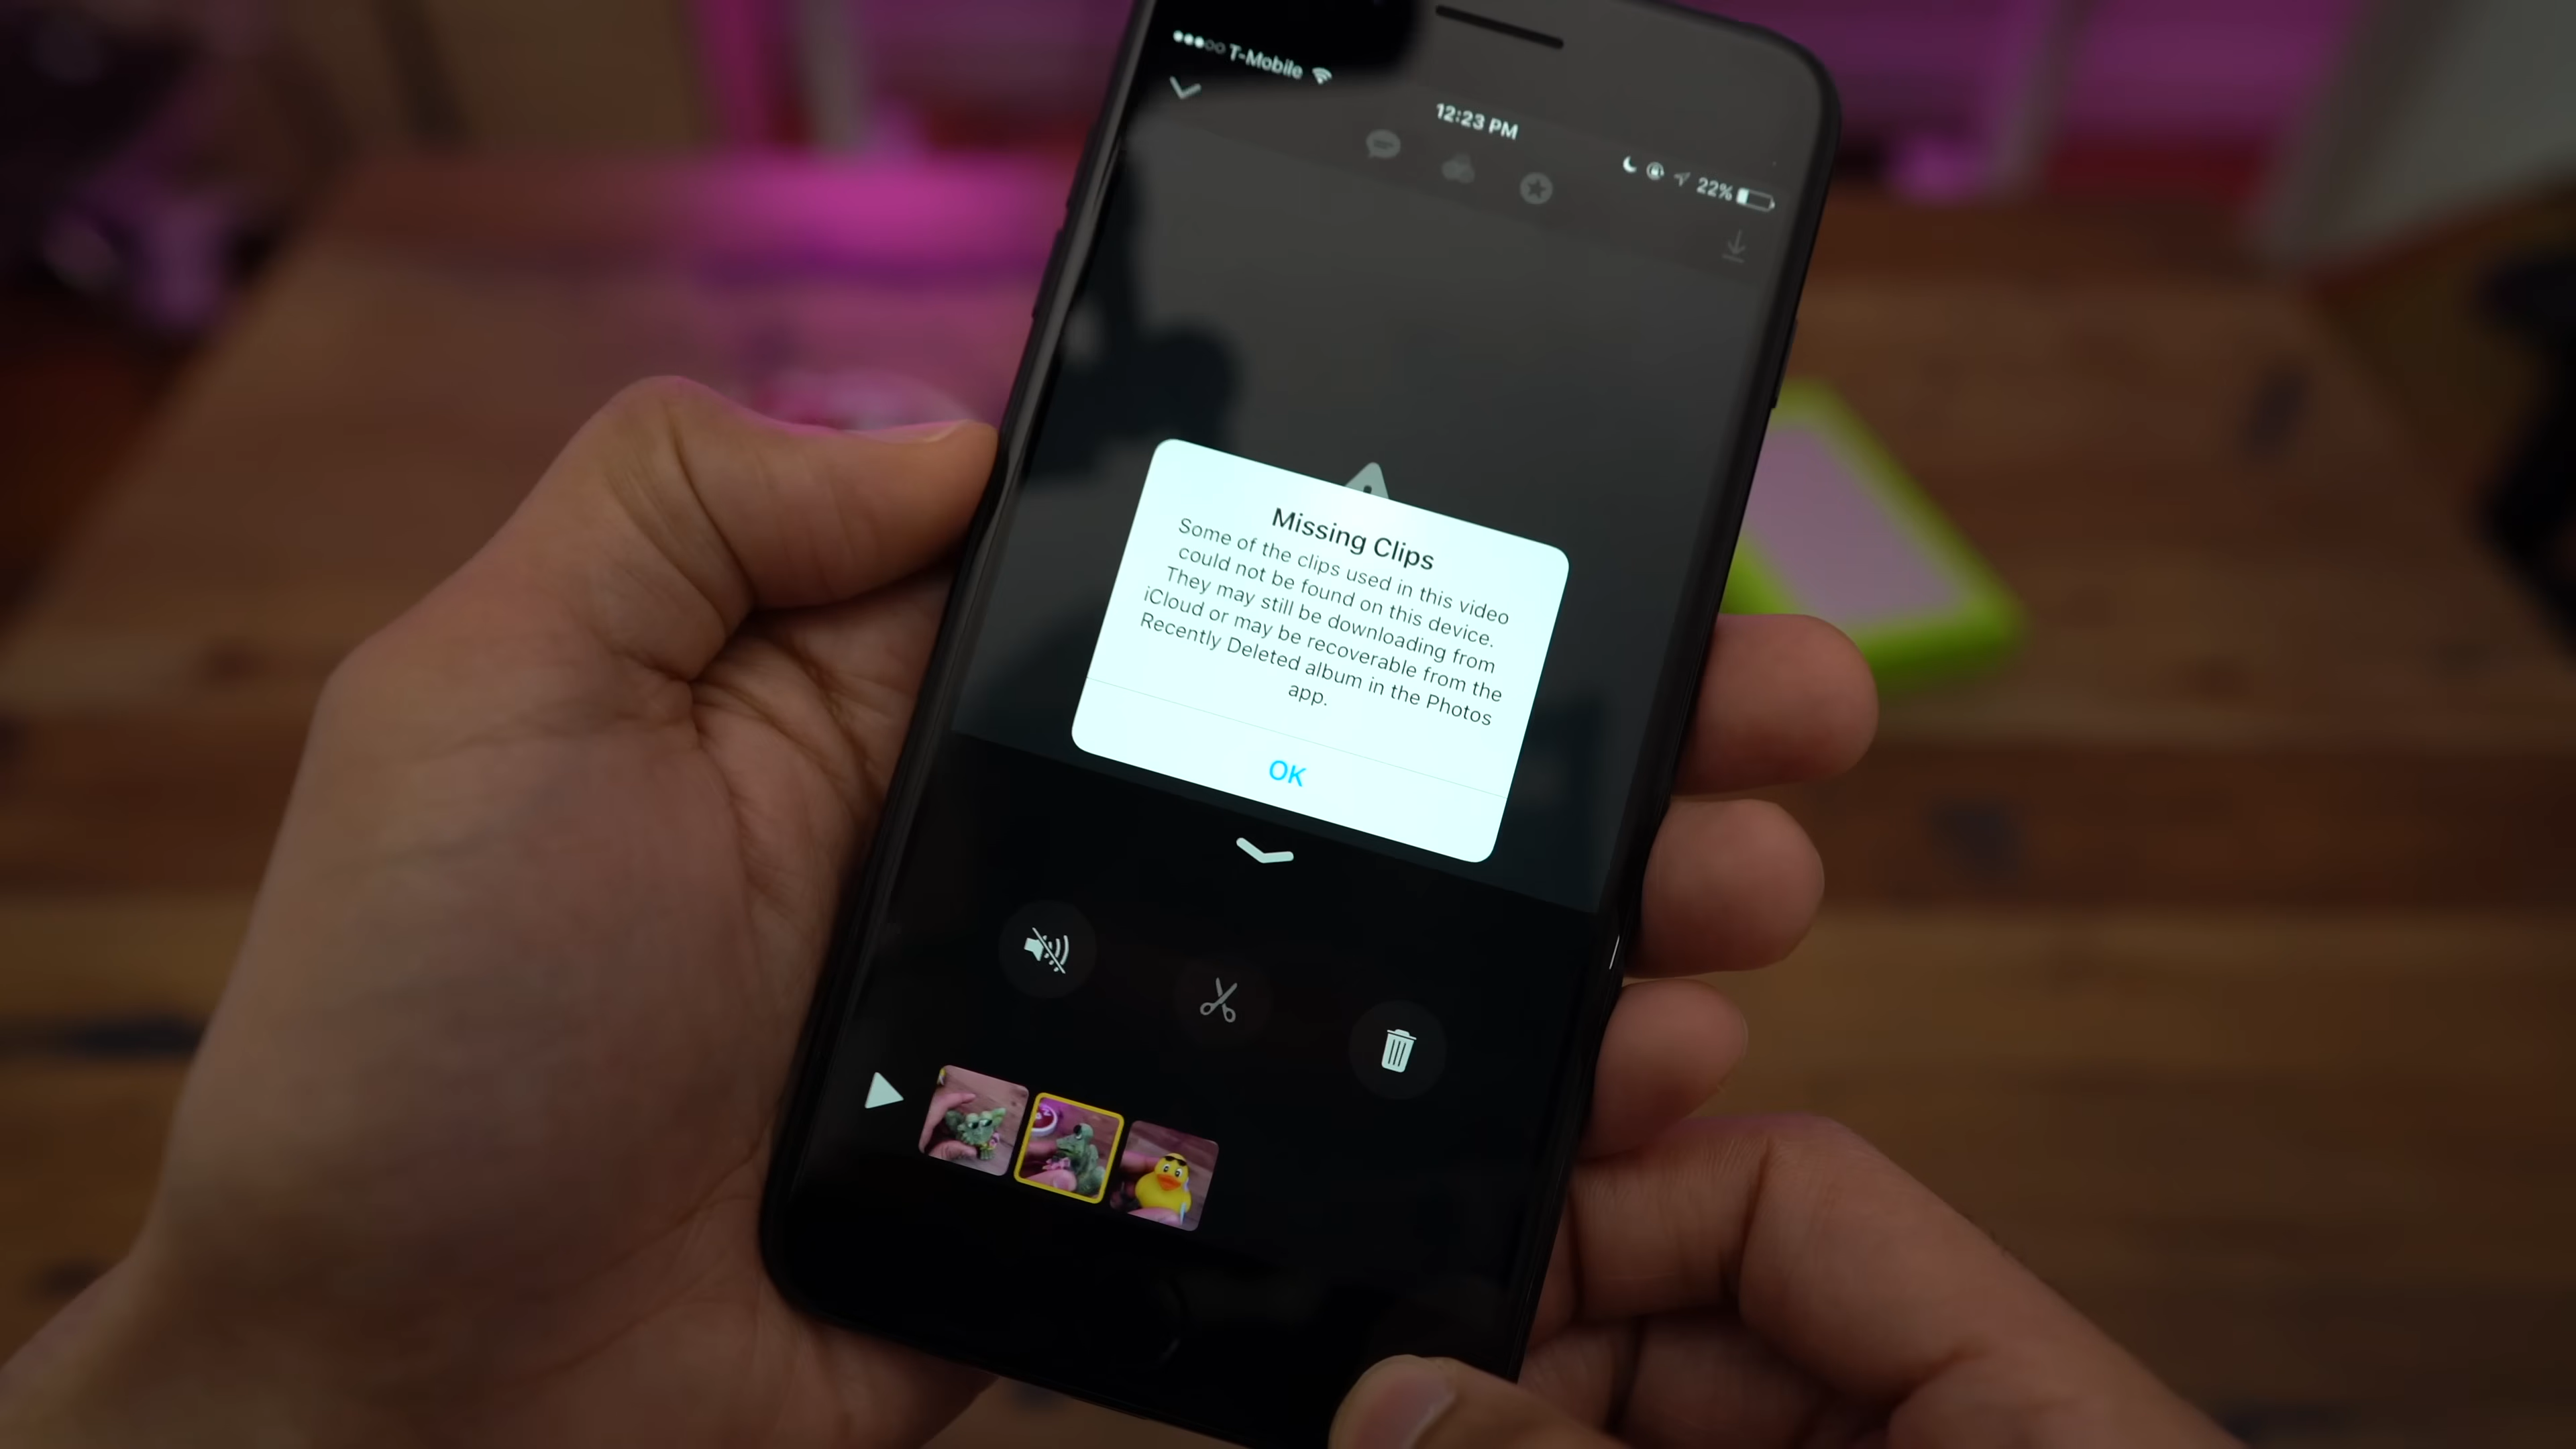 T-Mobile
12:23 PM
22%
Missing Clips
Some of the clips used in this video
could not be found on this device.
They may still be downloading from
iCloud or may be recoverable from the
Recently Deleted album in the Photos
app.
OK